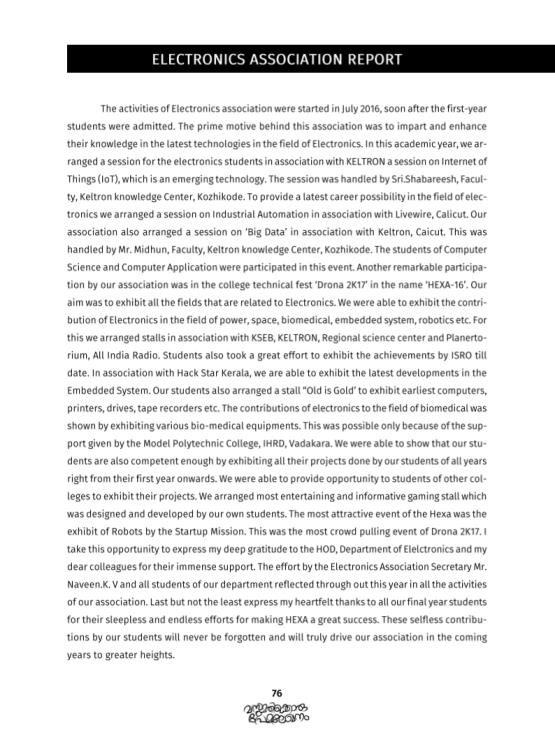 ELECTRONICS ASSOCIATION REPORT
The activities of Electronics association were started in July 2016, soon after the first-year
students were admitted. The prime motive behind this association was to impart and enhance
their knowledge in the latest technologies in the field of Electronics. In this academic year, we ar-
ranged a session for the electronics students in association with KELTRON a session on Internet of
Things (IoT), which is an emerging technology. The session was handled by Sri.Shabareesh, Facul-
ty, Keltron knowledge Center, Kozhikode. To provide a latest career possibility in the field of elec-
tronics we arranged a session on Industrial Automation in association with Livewire, Calicut. Our
association also arranged a session on ‘Big Data’ in association with Keltron, Caicut. This was
handled by Mr. Midhun, Faculty, Keltron knowledge Center, Kozhikode. The students of Computer
Science and Computer Application were participated in this event. Another remarkable participa-
tion by our association was in the college technical fest ‘Drona 2K17’ in the name ‘HEXA-16’. Our
aim was to exhibit all the fields that are related to Electronics. We were able to exhibit the contri-
bution of Electronics in the field of power, space, biomedical, embedded system, robotics etc. For
this we arranged stalls in association with KSEB, KELTRON, Regional science center and Planerto-
rium, All India Radio. Students also took a great effort to exhibit the achievements by ISRO till
date. In association with Hack Star Kerala, we are able to exhibit the latest developments in the
Embedded System. Our students also arranged a stall “Old is Gold’ to exhibit earliest computers,
printers, drives, tape recorders etc. The contributions of electronics to the field of biomedical was
shown by exhibiting various bio-medical equipments. This was possible only because of the sup-
port given by the Model Polytechnic College, IHRD, Vadakara. We were able to show that our stu-
dents are also competent enough by exhibiting all their projects done by our students of all years
right from their first year onwards. We were able to provide opportunity to students of other col-
leges to exhibit their projects. We arranged most entertaining and informative gaming stall which
was designed and developed by our own students. The most attractive event of the Hexa was the
exhibit of Robots by the Startup Mission. This was the most crowd pulling event of Drona 2K17. I
take this opportunity to express my deep gratitude to the HOD, Department of Elelctronics and my
dear colleagues for their immense support. The effort by the Electronics Association Secretary Mr.
Naveen.K. V and all students of our department reflected through out this year in all the activities
of our association. Last but not the least express my heartfelt thanks to all our final year students
for their sleepless and endless efforts for making HEXA a great success. These selfless contribu-
tions by our students will never be forgotten and will truly drive our association in the coming
years to greater heights.
76